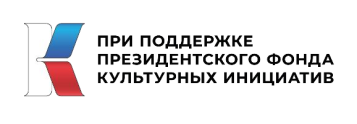 ПРИ ПОДДЕРЖКЕ
ПРЕЗИДЕНТСКОГО ФОНДА
КУЛЬТУРНЫХ ИНИЦИАТИВ